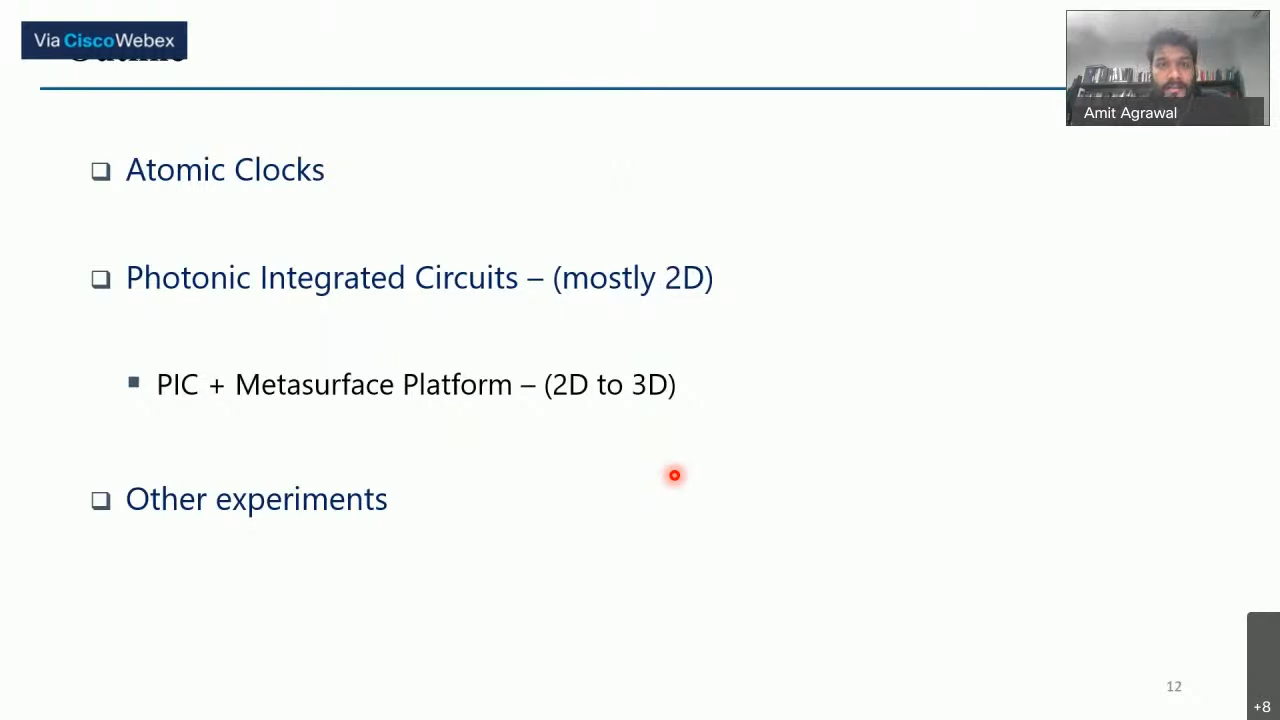 Via CiscoWebex
Amit Agrawal
Atomic Clocks
Photonic Integrated Circuits – (mostly 2D)
PIC + Metasurface Platform – (2D to 3D)
Other experiments
12
+8